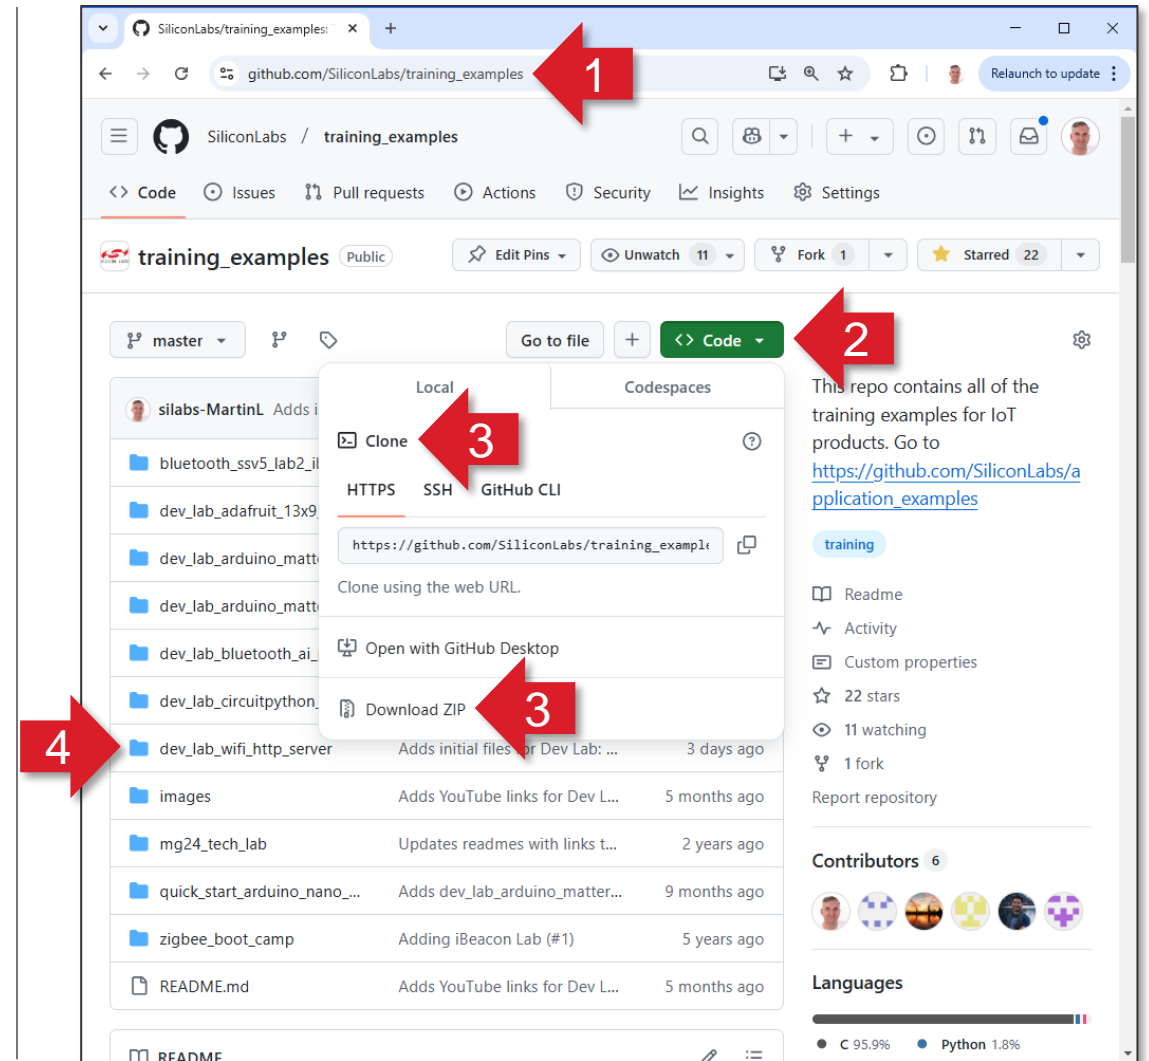 SiliconLabs/training_examples:
github.com/SiliconLabs/training_examples
1
Relaunch to update
SiliconLabs / training_examples
Code Issues Pull requests Actions Security Insights Settings
training_examples Public Edit Pins Unwatch 11 Fork 1 Starred 22
master Go to file + <> Code 2
Local Codespaces
3
Clone
HTTPS SSH GitHub CLI
https://github.com/SiliconLabs/training_example
Clone using the web URL.
Open with GitHub Desktop
Download ZIP 3
silabs-MartinL Adds i
bluetooth_ssv5_lab2_i
dev_lab_adafruit_13x9_
dev_lab_arduino_matt
dev_lab_arduino_matt
dev_lab_bluetooth_ai_
dev_lab_circuitpython_
4
dev_lab_wifi_http_server Adds initial files for Dev Lab: ... 3 days ago
images Adds YouTube links for Dev L... 5 months ago
mg24_tech_lab Updates readmes with links t... 2 years ago
quick_start_arduino_nano_... Adds dev_lab_arduino_matter... 9 months ago
zigbee_boot_camp Adding iBeacon Lab (#1) 5 years ago
README.md Adds YouTube links for Dev L... 5 months ago
README
This repo contains all of the
training examples for IoT
products. Go to
https://github.com/SiliconLabs/a
pplication_examples
training
Readme
Activity
Custom properties
22 stars
11 watching
1 fork
Report repository
Contributors 6
Languages
C 95.9% Python 1.8%